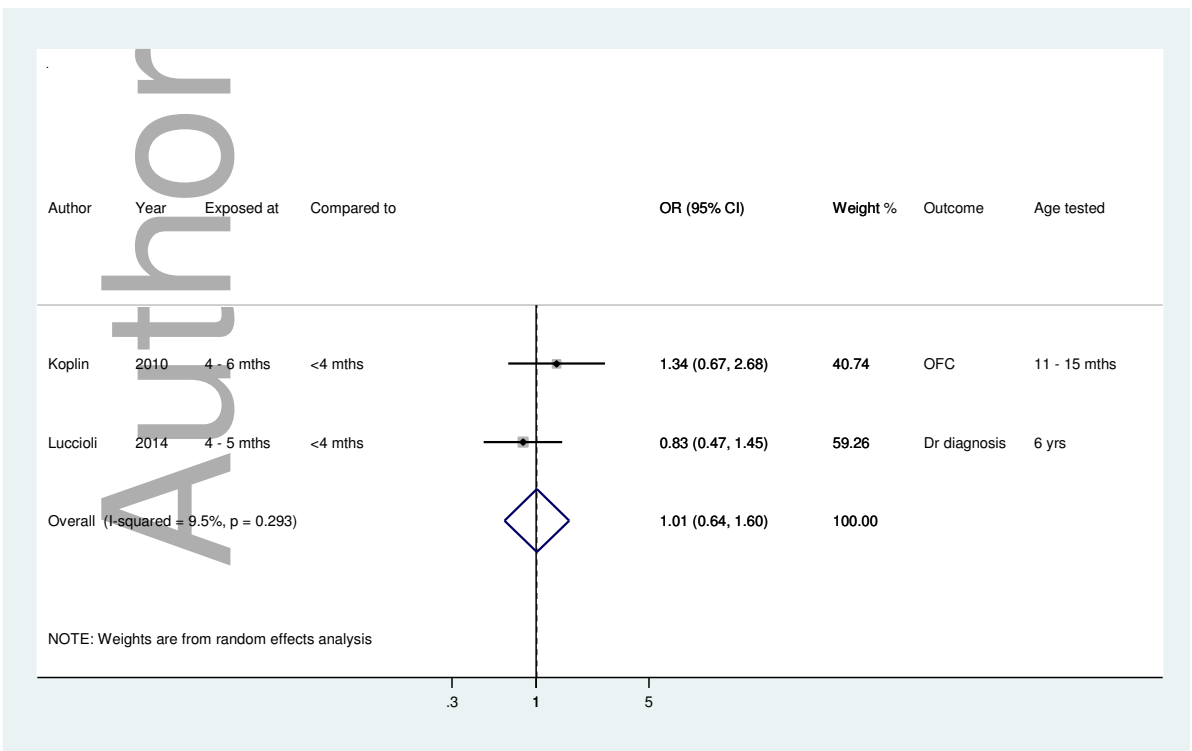 Author
Author Year Exposed at Compared to OR (95% CI) Weight % Outcome Age tested
Koplin 2010 4 - 6 mths <4 mths 1.34 (0.67, 2.68) 40.74 OFC 11 - 15 mths
Luccioli 2014 4 - 5 mths <4 mths 0.83 (0.47, 1.45) 59.26 Dr diagnosis 6 yrs
Overall (I-squared = 9.5%, p = 0.293) 1.01 (0.64, 1.60) 100.00
NOTE: Weights are from random effects analysis
.3 1 5